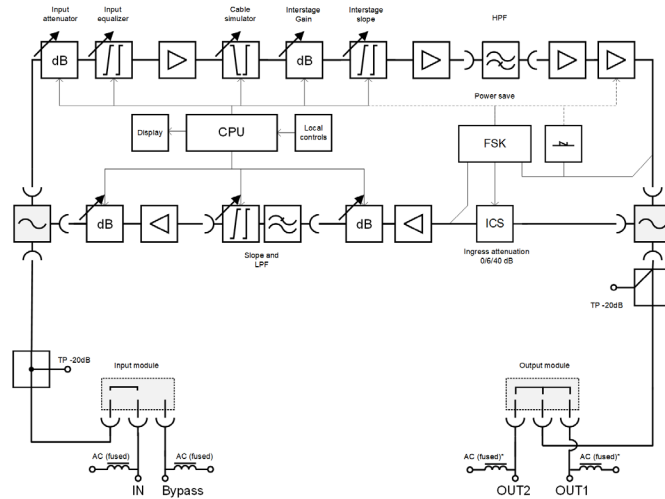 Input attenuator
Input equalizer
Cable simulator
Interstage Gain
Interstage slope
HPF
dB
dB
Power save
Display
CPU
Local controls
FSK
dB
dB
ICS
Slope and LPF
Ingress attenuation 0/6/40 dB
TP -20dB
TP -20dB
Input module
Output module
AC (fused)
AC (fused)
AC (fused)*
AC (fused)*
IN
Bypass
OUT2
OUT1